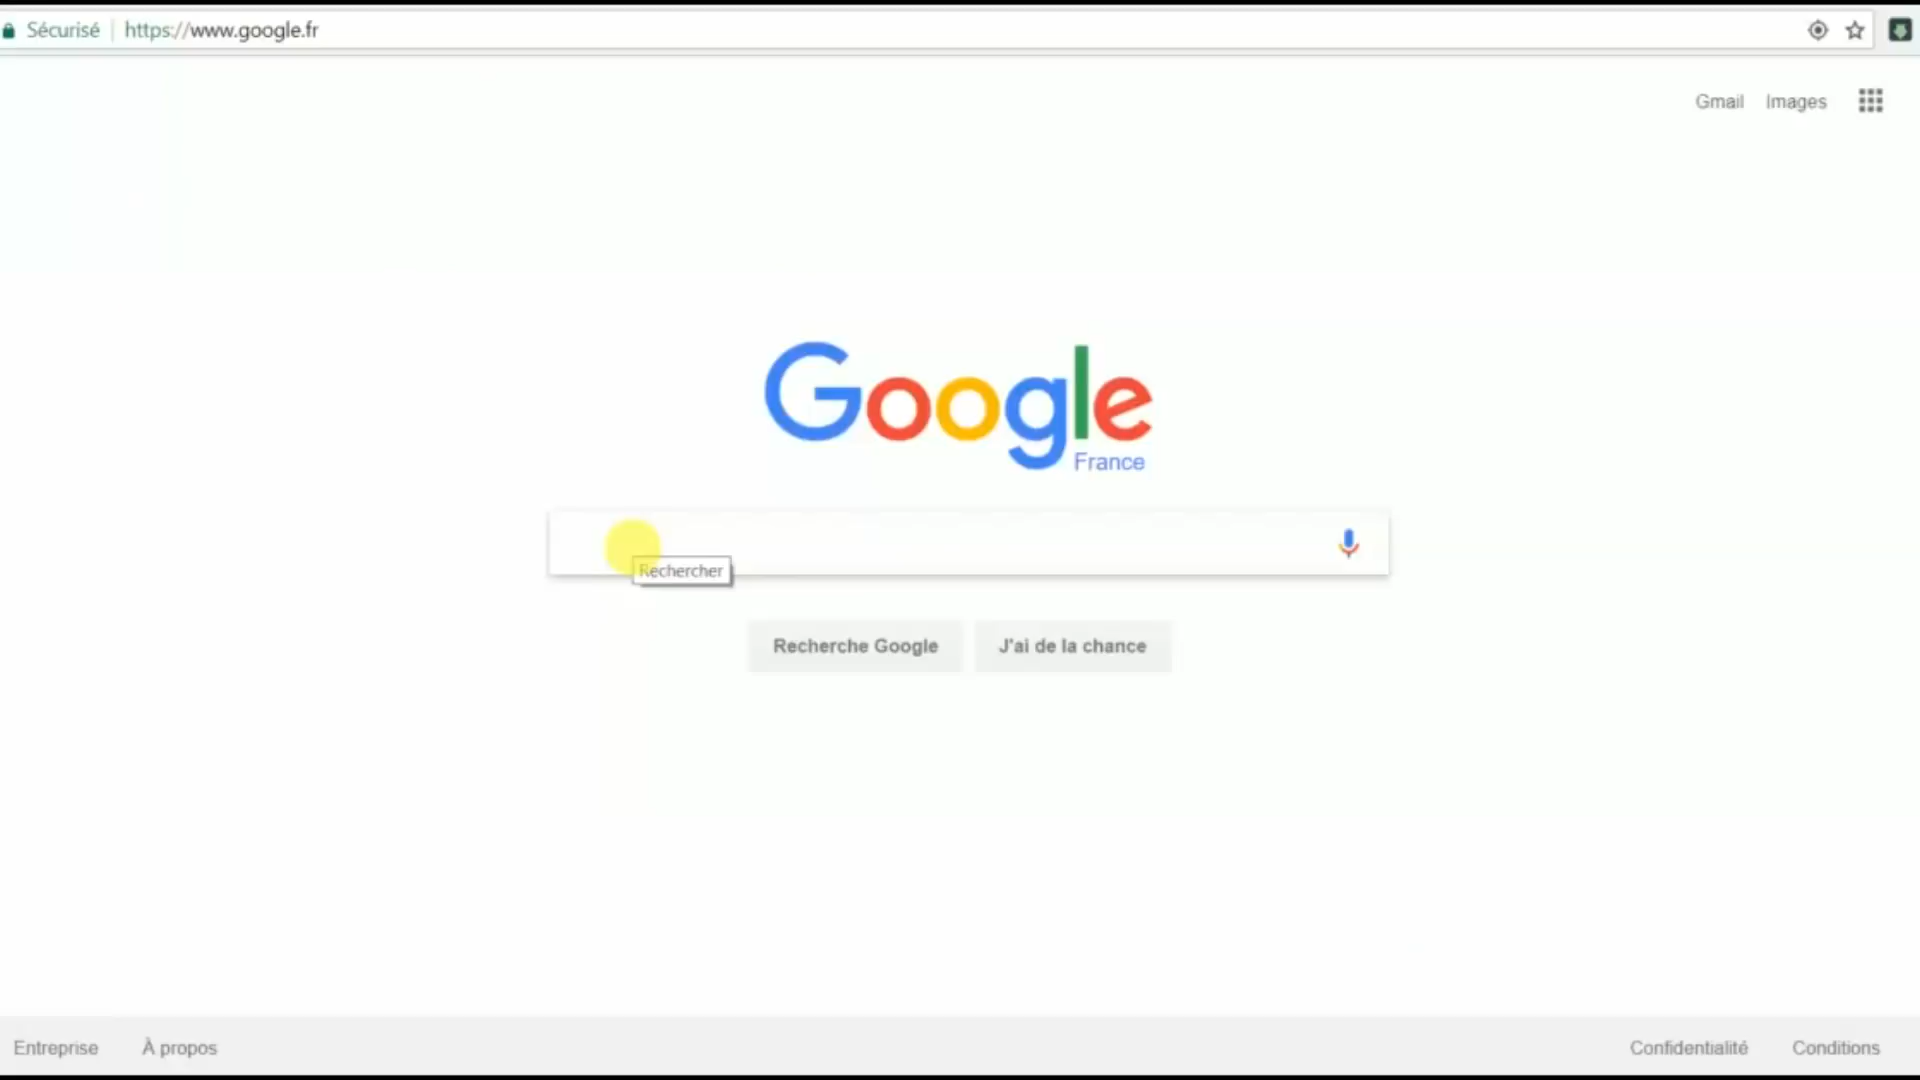 Sécurisé https://www.google.fr
Gmail Images
Google
France
Rechercher
Recherche Google J'ai de la chance
Entreprise À propos Confidentialité Conditions